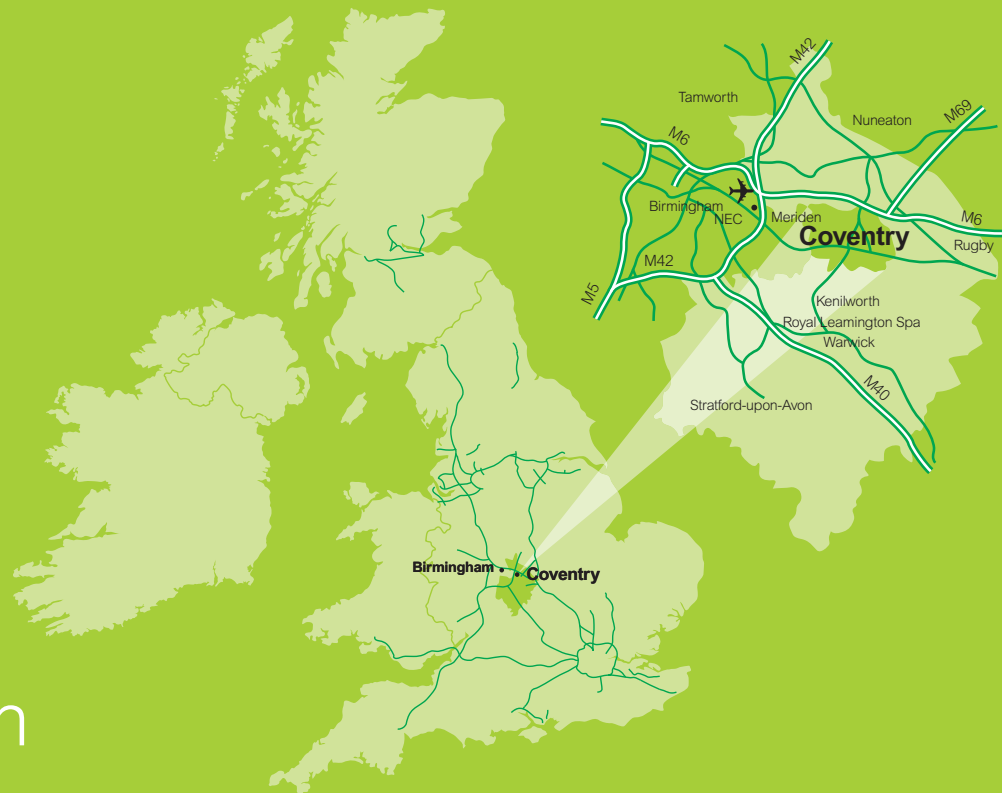 M42
Tamworth
M69
Nuneaton
M6
Birmingham
NEC
Meriden
M6
Coventry
Rugby
M42
M5
Kenilworth
Royal Leamington Spa
Warwick
M40
Stratford-upon-Avon
Birmingham
Coventry
n